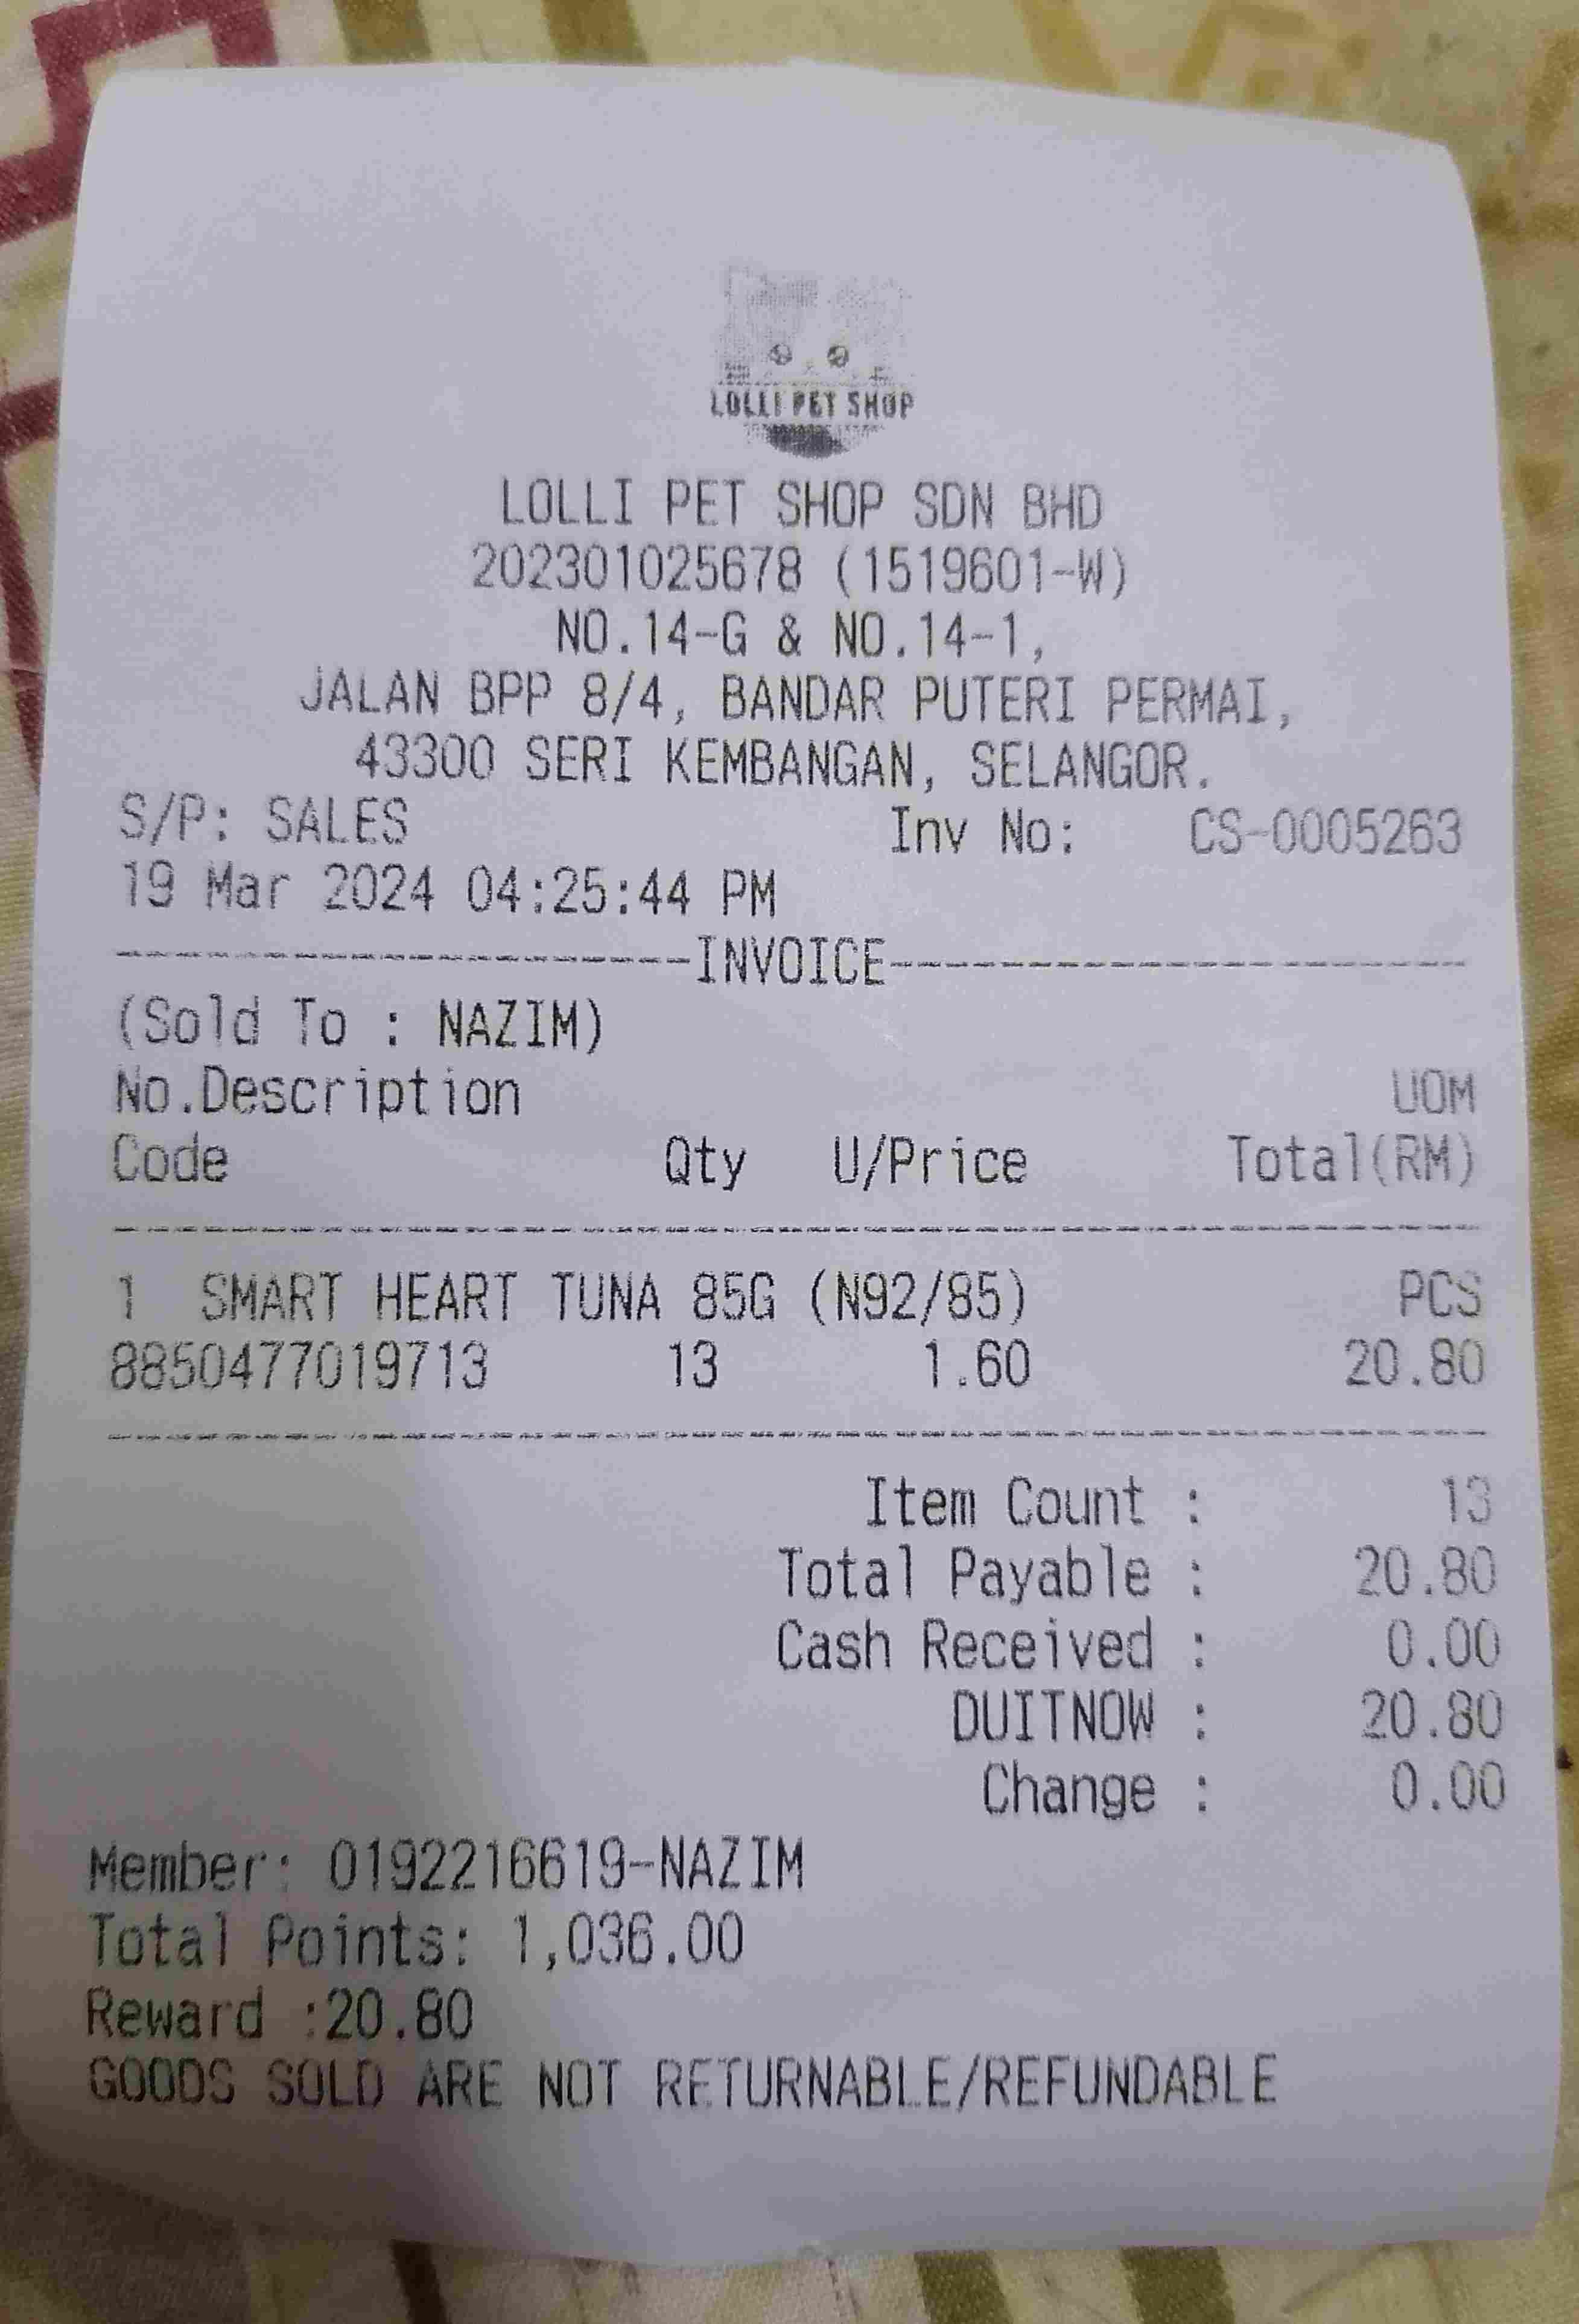 LOLLI PET SHOP
LOLLI PET SHOP SDN BHD
202301025678 (1519601-W)
NO.14-G & NO.14-1,
JALAN BPP 8/4, BANDAR PUTERI PERMAI,
43300 SERI KEMBANGAN, SELANGOR.
S/P: SALES Inv No: CS-0005263
19 Mar 2024 04:25:44 PM
--------------------INVOICE--------------------
(Sold To : NAZIM)
No.Description UOM
Code Qty U/Price Total(RM)
1 SMART HEART TUNA 85G (N92/85) PCS
8850477019713 13 1.60 20.80
Item Count : 13
Total Payable : 20.80
Cash Received : 0.00
DUITNOW : 20.80
Change : 0.00
Member: 0192216619-NAZIM
Total Points: 1,036.00
Reward :20.80
GOODS SOLD ARE NOT RETURNABLE/REFUNDABLE